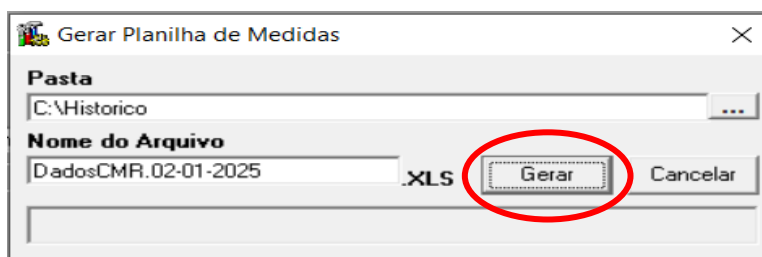 Gerar Planilha de Medidas
Pasta
C:\Historico
...
Nome do Arquivo
DadosCMR.02-01-2025 .XLS Gerar Cancelar